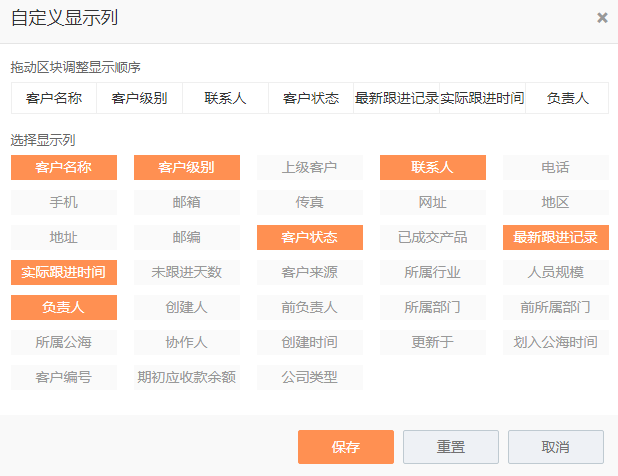 自定义显示列 ×
拖动区块调整显示顺序
客户名称 客户级别 联系人 客户状态 最新跟进记录 实际跟进时间 负责人
选择显示列
客户名称 客户级别 上级客户 联系人 电话
手机 邮箱 传真 网址 地区
地址 邮编 客户状态 已成交产品 最新跟进记录
实际跟进时间 未跟进天数 客户来源 所属行业 人员规模
负责人 创建人 前负责人 所属部门 前所属部门
所属公海 协作人 创建时间 更新于 划入公海时间
客户编号 期初应收款余额 公司类型
保存 重置 取消